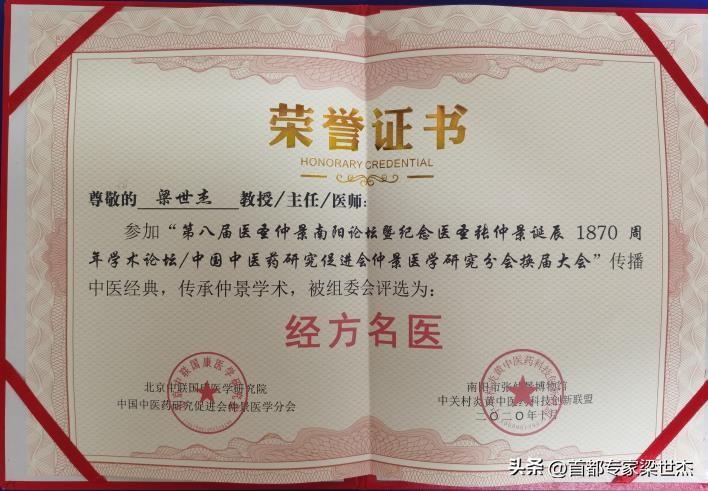 荣誉证书
HONORARY CREDENTIAL
尊敬的 梁世杰 教授/主任/医师:
参加“第八届医圣仲景南阳论坛暨纪念医圣张仲景诞辰 1870 周
年学术论坛/中国中医药研究促进会仲景医学研究分会换届大会”传播
中医经典，传承仲景学术，被组委会评选为：
经方名医
北京中联国康医学研究院
中国中医药研究促进会仲景医学分会
南阳市张仲景博物馆
中关村炎黄中医药科技创新联盟
二〇二〇年十月
头条 @首都专家梁世杰